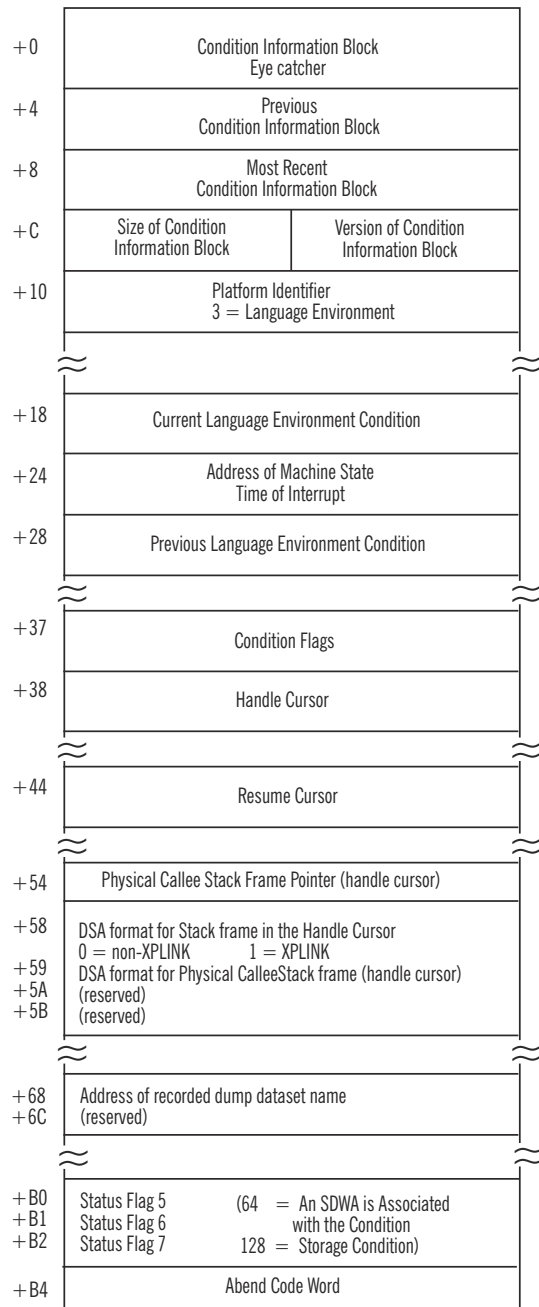 +0 Condition Information Block
Eye catcher
+4 Previous
Condition Information Block
+8 Most Recent
Condition Information Block
+C Size of Condition Version of Condition
Information Block Information Block
+10 Platform Identifier
3 = Language Environment
+18 Current Language Environment Condition
+24 Address of Machine State
Time of Interrupt
+28 Previous Language Environment Condition
+37 Condition Flags
+38 Handle Cursor
+44 Resume Cursor
+54 Physical Callee Stack Frame Pointer (handle cursor)
+58 DSA format for Stack frame in the Handle Cursor
0 = non-XPLINK 1 = XPLINK
+59 DSA format for Physical CalleeStack frame (handle cursor)
+5A (reserved)
+5B (reserved)
+68 Address of recorded dump dataset name
+6C (reserved)
+B0 Status Flag 5 (64 = An SDWA is Associated
+B1 Status Flag 6 with the Condition
+B2 Status Flag 7 128 = Storage Condition)
+B4 Abend Code Word